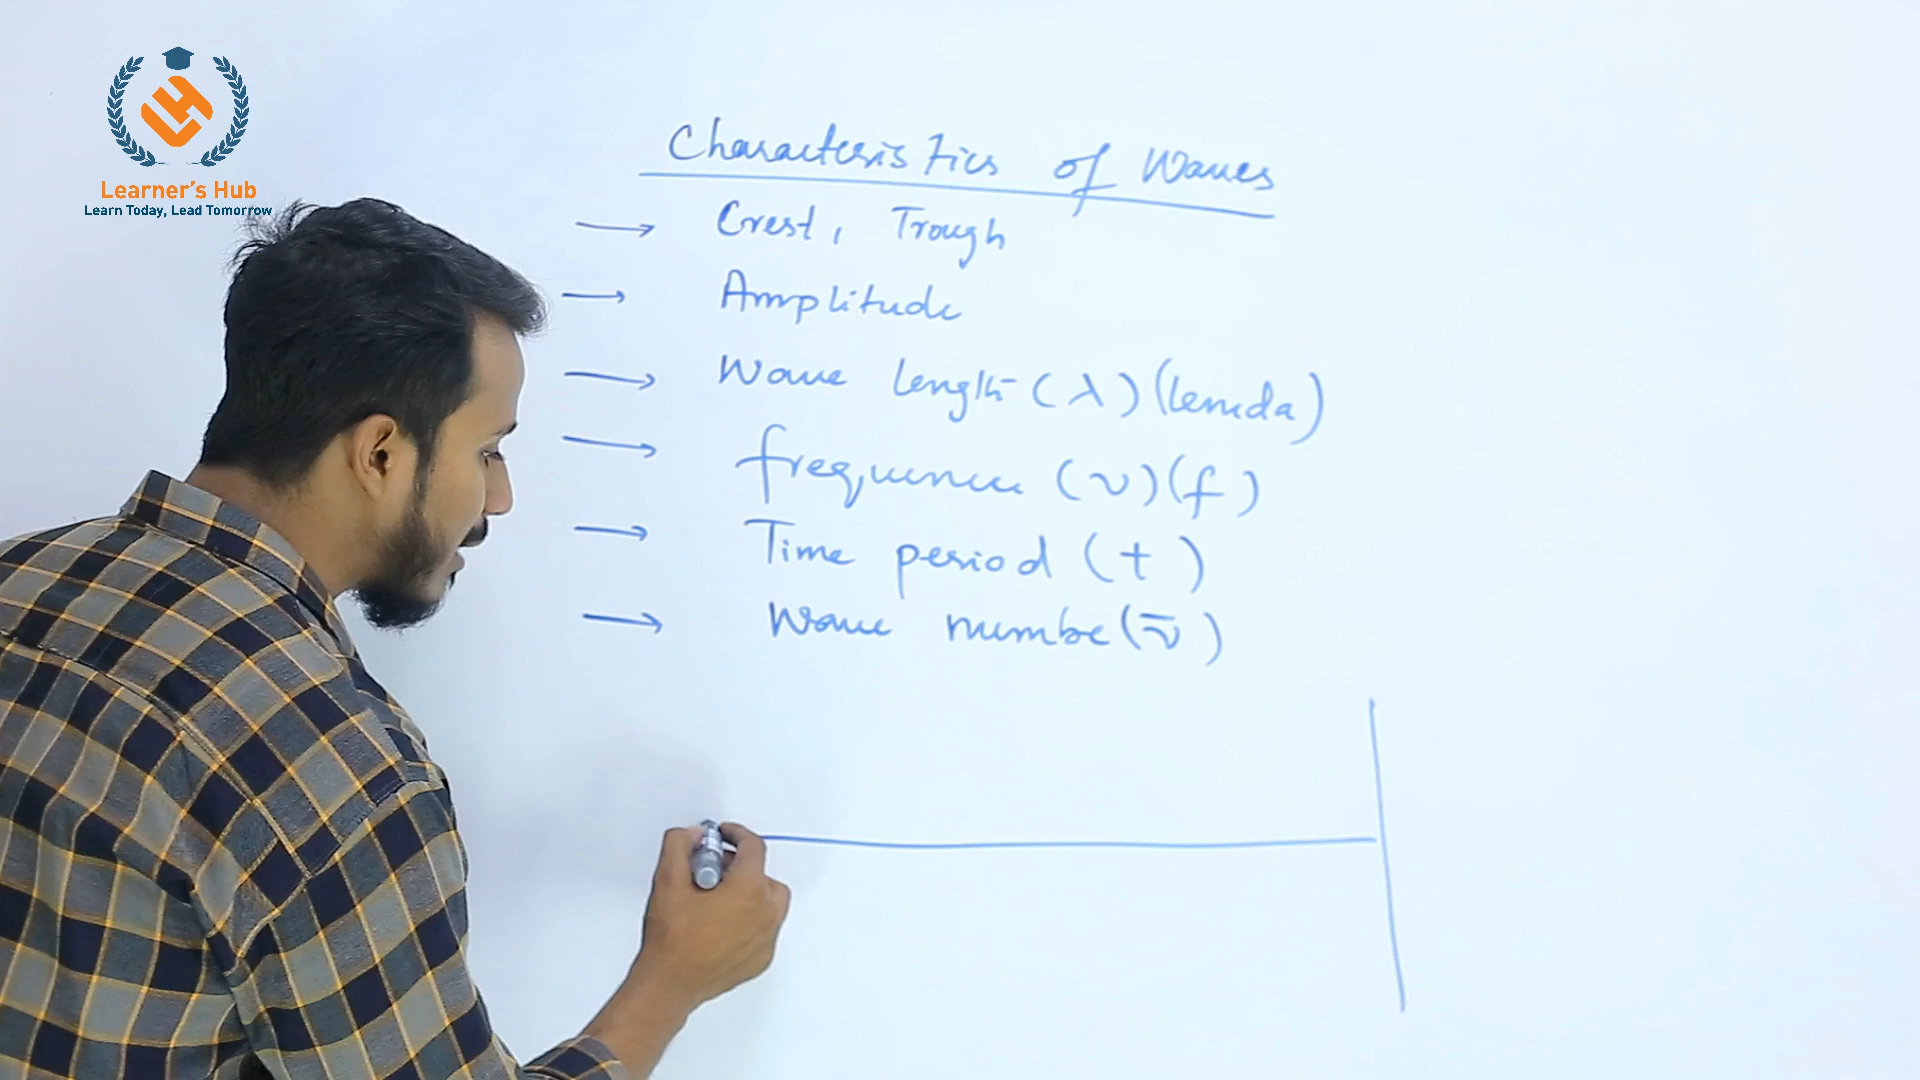 Learner's Hub
Learn Today, Lead Tomorrow
Characteristics of Waves
→ Crest, Trough
→ Amplitude
→ Wave length (λ) (lemda)
→ frequence (ν) (f)
→ Time period (t)
→ Wave numbe (ν̄)